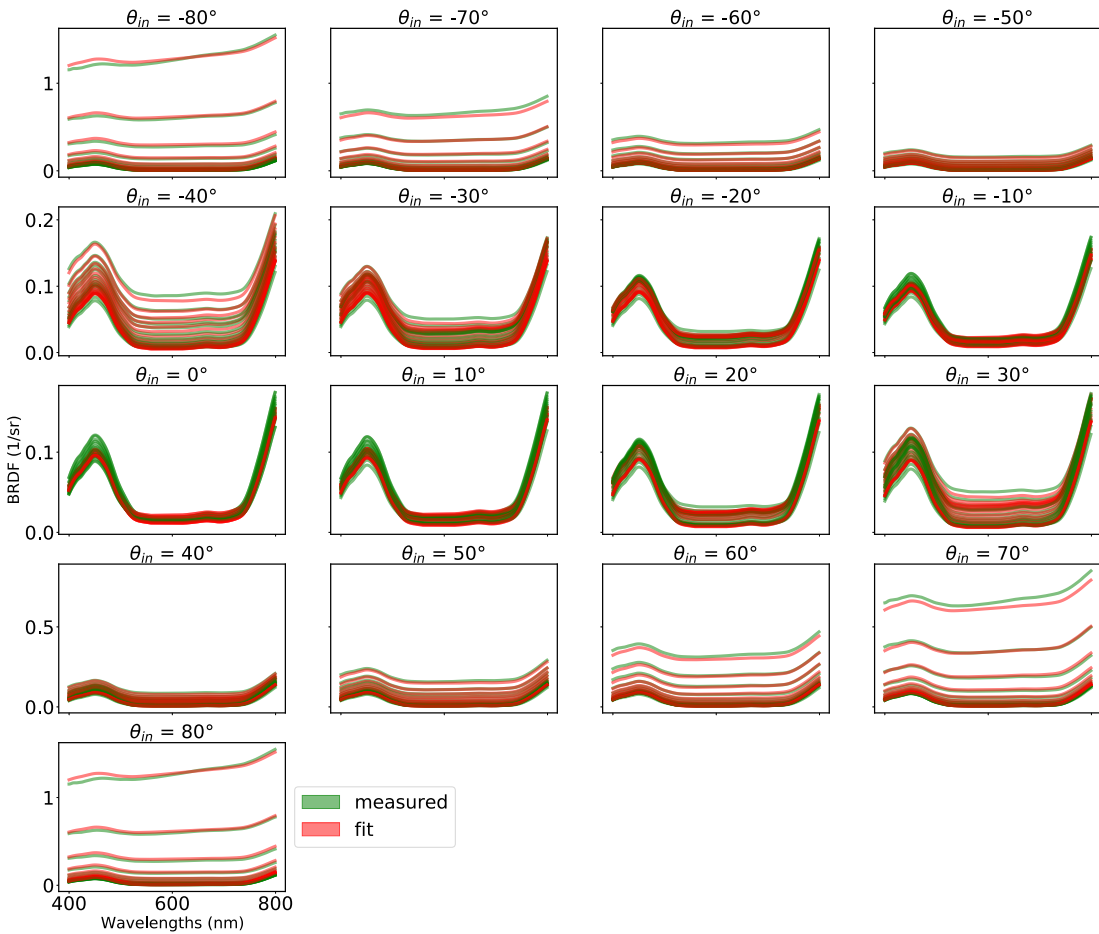 θin = -80° θin = -70° θin = -60° θin = -50°
1
0
θin = -40° θin = -30° θin = -20° θin = -10°
0.2
0.1
0.0
θin = 0° θin = 10° θin = 20° θin = 30°
BRDF (1/sr)
0.1
0.0
θin = 40° θin = 50° θin = 60° θin = 70°
0.5
0.0
θin = 80°
1
0
measured
fit
400 600 800
Wavelengths (nm)